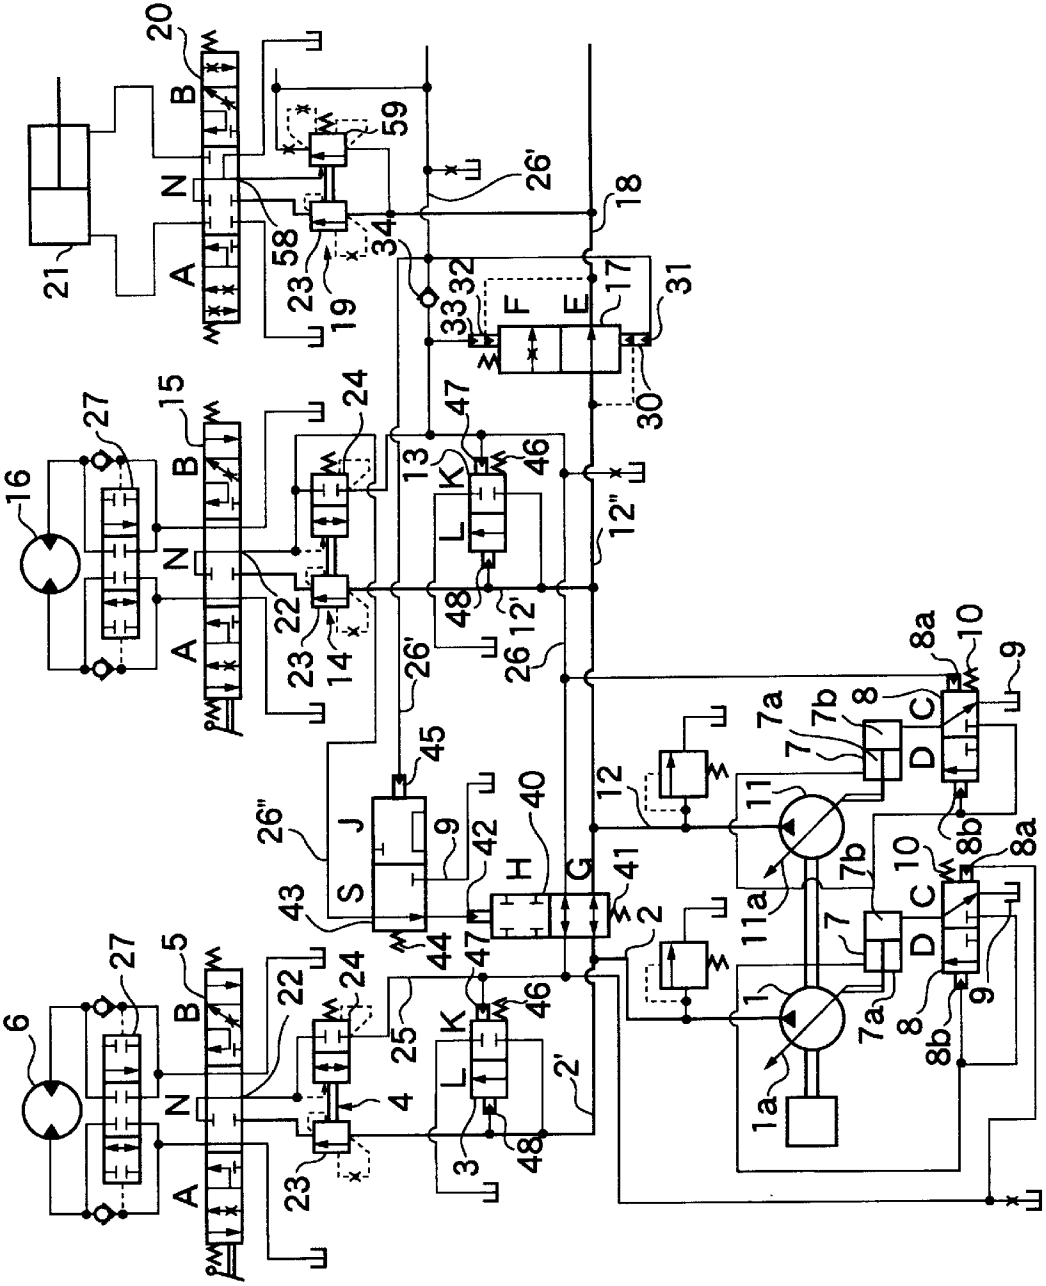 20
B
N
A
21
58
59
23
19
34
26'
18
15
27
16
B
N
A
22
24
23
14
13
K
L
47
46
48
12'
12"
26
33
32
F
E
17
30
31
26'
26"
45
J
S
9
43
44
42
40
H
G
41
5
27
6
B
N
A
22
24
23
4
25
47
46
K
L
3
48
2'
2
12
11
11a
1
1a
7
7a
7b
8
8a
8b
9
10
C
D
7
7a
7b
8
8a
8b
9
10
C
D